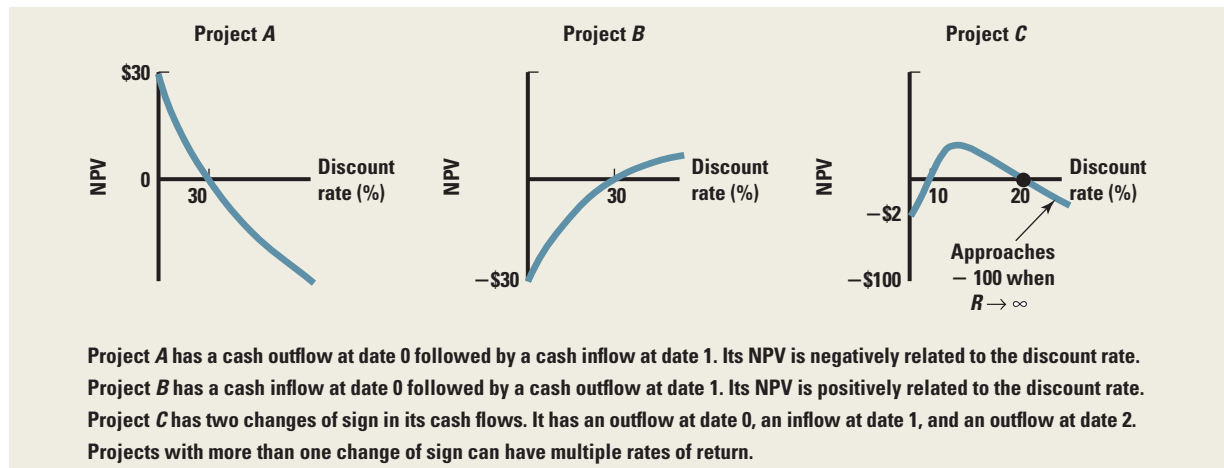 Project A
Project B
Project C
$30
NPV
0
30
Discount
rate (%)
NPV
30
−$30
Discount
rate (%)
NPV
10
20
−$2
−$100
Discount
rate (%)
Approaches
− 100 when
R → ∞
Project A has a cash outflow at date 0 followed by a cash inflow at date 1. Its NPV is negatively related to the discount rate.
Project B has a cash inflow at date 0 followed by a cash outflow at date 1. Its NPV is positively related to the discount rate.
Project C has two changes of sign in its cash flows. It has an outflow at date 0, an inflow at date 1, and an outflow at date 2.
Projects with more than one change of sign can have multiple rates of return.